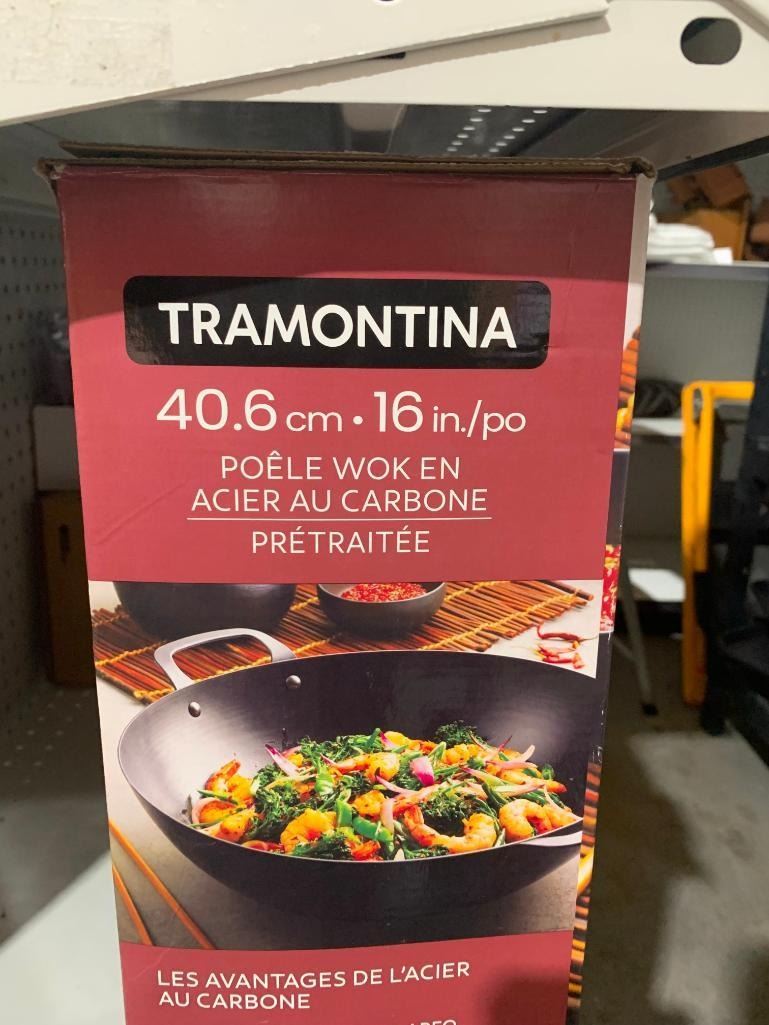 TRAMONTINA
40.6 cm • 16 in./po
POÊLE WOK EN
ACIER AU CARBONE
PRÉTRAITÉE
LES AVANTAGES DE L'ACIER
AU CARBONE